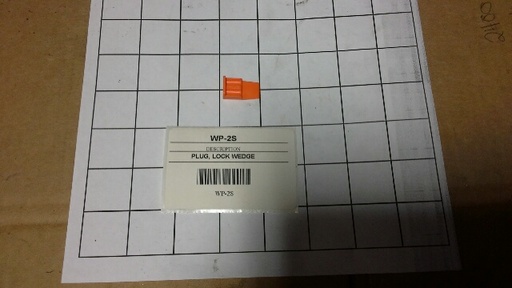 WP-2S
DESCRIPTION
PLUG, LOCK WEDGE
WP-2S